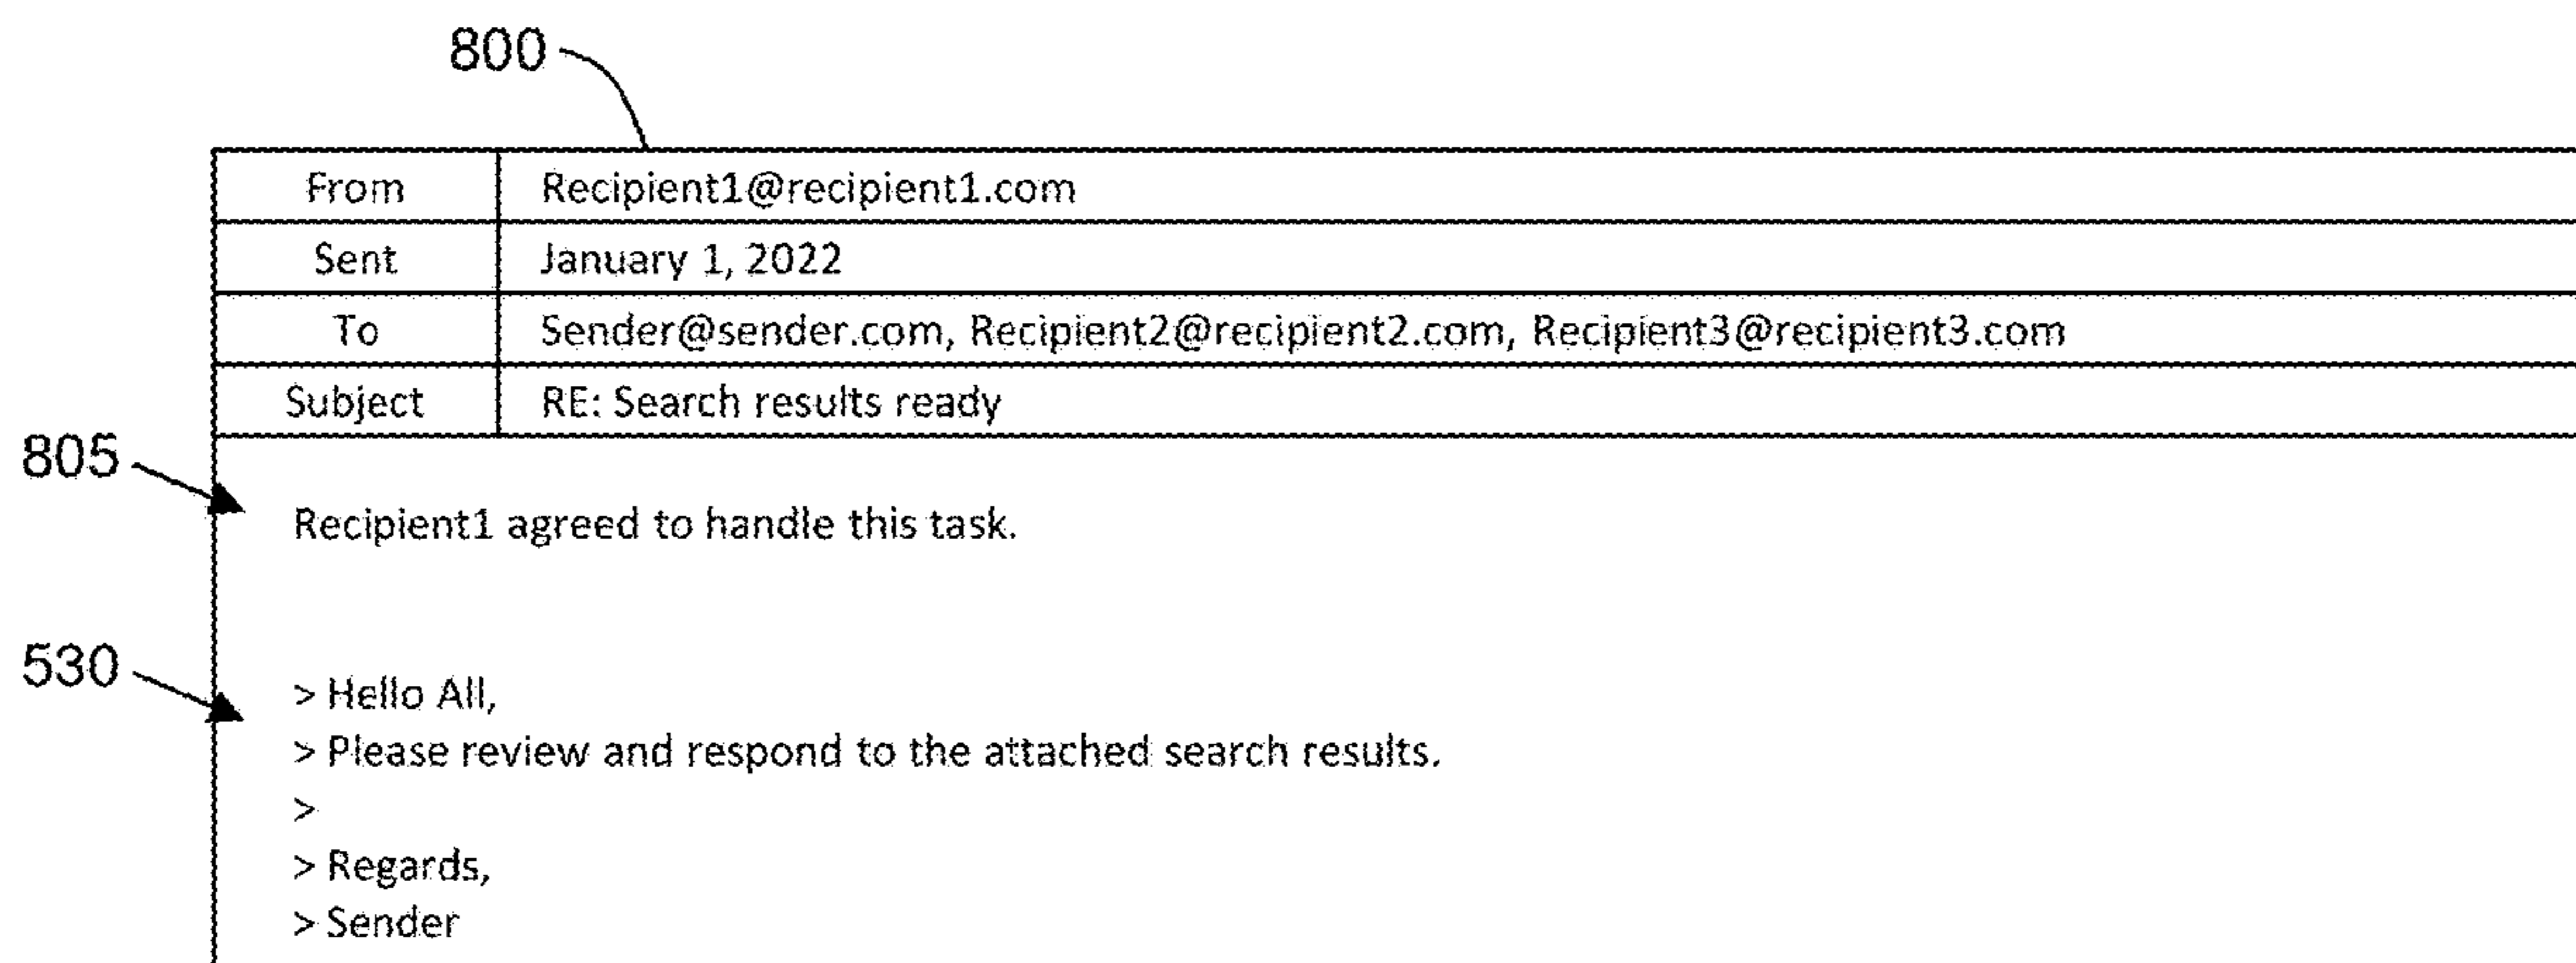 800
From Recipient1@recipient1.com
Sent January 1, 2022
To Sender@sender.com, Recipient2@recipient2.com, Recipient3@recipient3.com
Subject RE: Search results ready
805
Recipient1 agreed to handle this task.
530
> Hello All,
> Please review and respond to the attached search results.
>
> Regards,
> Sender